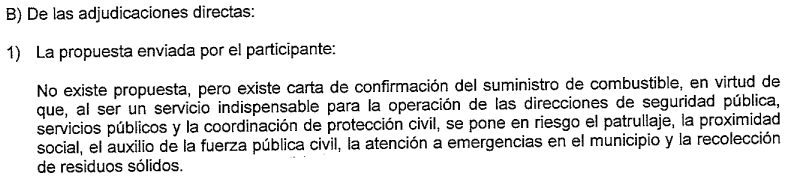 B) De las adjudicaciones directas:
1) La propuesta enviada por el participante:
No existe propuesta, pero existe carta de confirmación del suministro de combustible, en virtud de
que, al ser un servicio indispensable para la operación de las direcciones de seguridad pública,
servicios públicos y la coordinación de protección civil, se pone en riesgo el patrullaje, la proximidad
social, el auxilio de la fuerza pública civil, la atención a emergencias en el municipio y la recolección
de residuos sólidos.